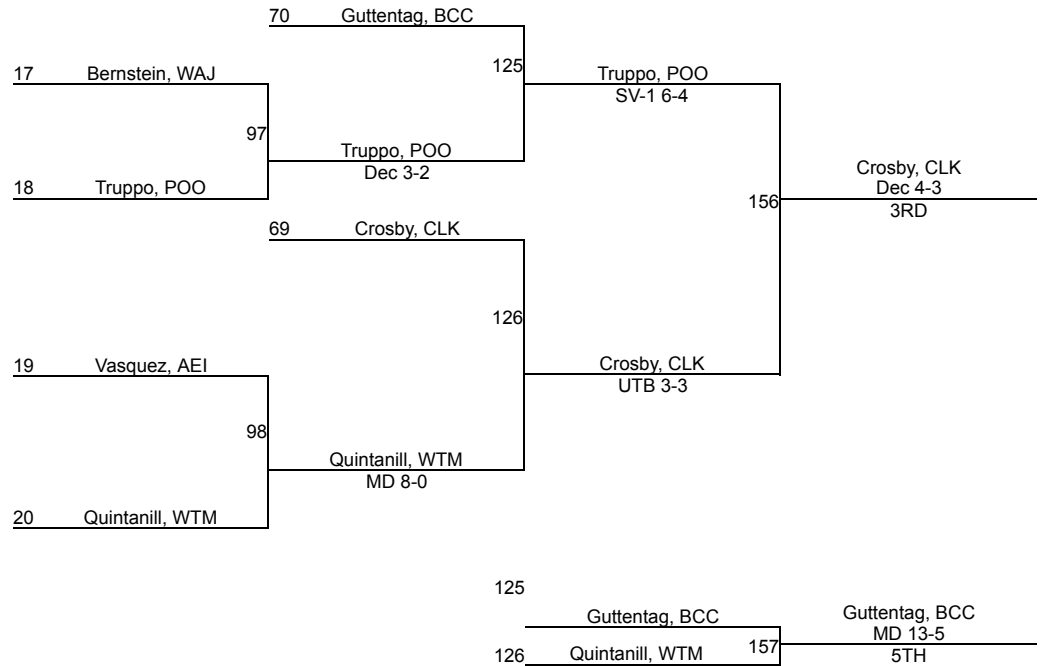 70 Guttentag, BCC
17 Bernstein, WAJ
125 Truppo, POO
SV-1 6-4
97
Truppo, POO
Dec 3-2
18 Truppo, POO
Crosby, CLK
Dec 4-3
156
3RD
69 Crosby, CLK
126
19 Vasquez, AEI
Crosby, CLK
UTB 3-3
98
Quintanill, WTM
MD 8-0
20 Quintanill, WTM
125
Guttentag, BCC
Guttentag, BCC
MD 13-5
126 Quintanill, WTM
157
5TH